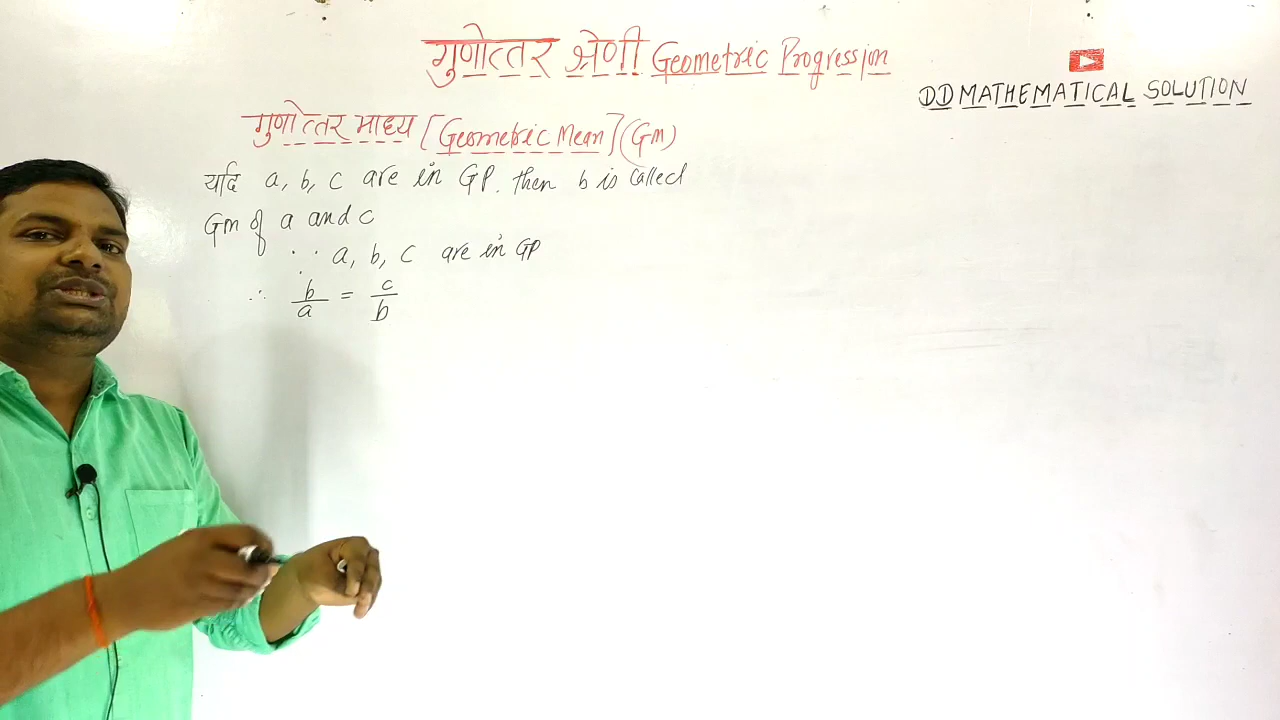 गुणोत्तर श्रेणी Geometric Progression
DD MATHEMATICAL SOLUTION
गुणोत्तर माध्य [Geometric Mean] (Gm)
यदि a, b, c are in GP. then b is called
Gm of a and c
∵ a, b, c are in GP
∴ b/a = c/b